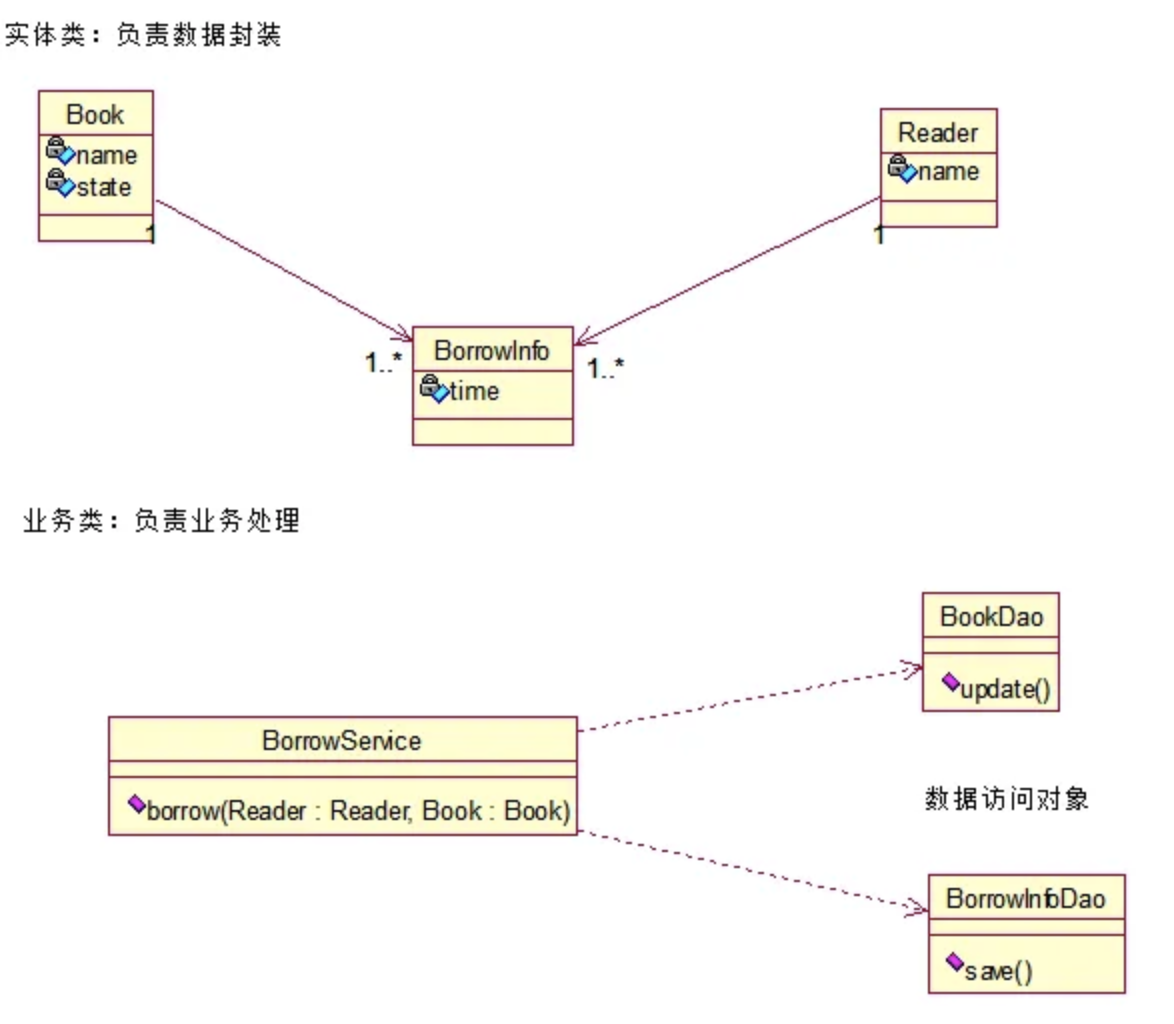 实体类：负责数据封装
Book
name
state
1
Reader
name
1
1..*
BorrowInfo
time
1..*
业务类：负责业务处理
BookDao
update()
BorrowService
borrow(Reader : Reader, Book : Book)
数据访问对象
BorrowInfoDao
save()